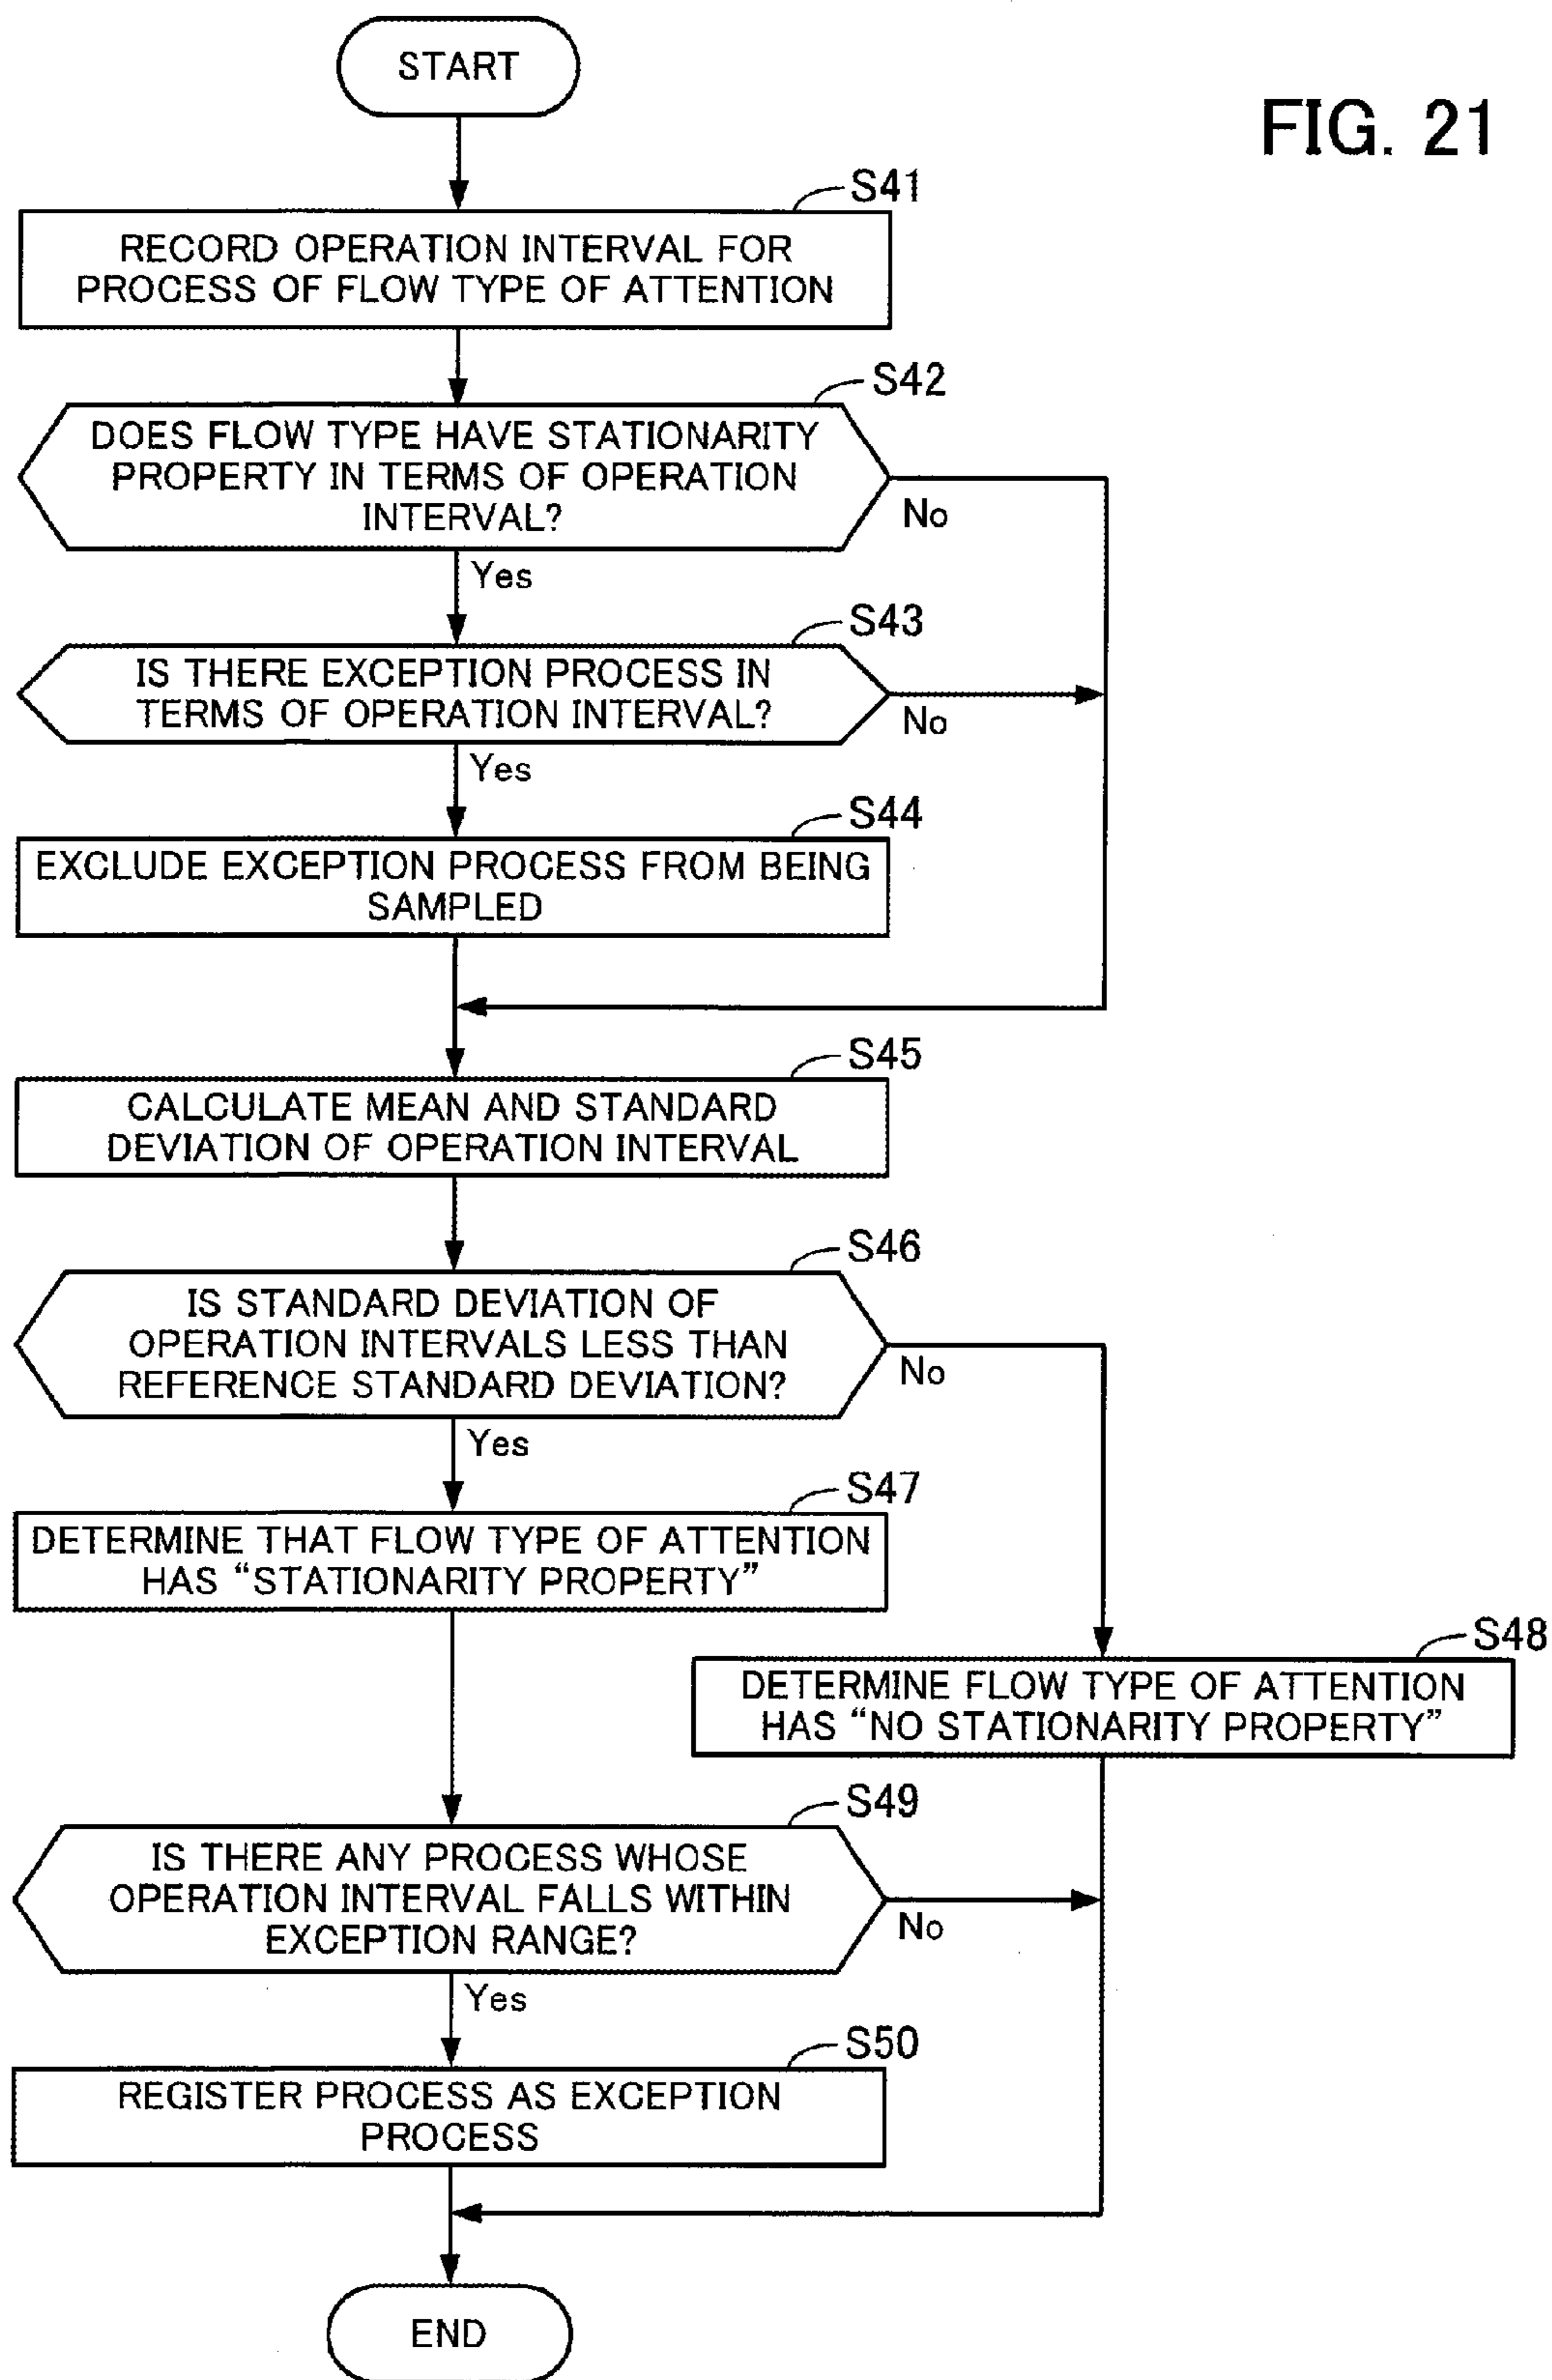 START
FIG. 21
S41
RECORD OPERATION INTERVAL FOR
PROCESS OF FLOW TYPE OF ATTENTION
S42
DOES FLOW TYPE HAVE STATIONARITY
PROPERTY IN TERMS OF OPERATION
INTERVAL?
No
Yes
S43
IS THERE EXCEPTION PROCESS IN
TERMS OF OPERATION INTERVAL?
No
Yes
S44
EXCLUDE EXCEPTION PROCESS FROM BEING
SAMPLED
S45
CALCULATE MEAN AND STANDARD
DEVIATION OF OPERATION INTERVAL
S46
IS STANDARD DEVIATION OF
OPERATION INTERVALS LESS THAN
REFERENCE STANDARD DEVIATION?
No
Yes
S47
DETERMINE THAT FLOW TYPE OF ATTENTION
HAS “STATIONARITY PROPERTY”
S48
DETERMINE FLOW TYPE OF ATTENTION
HAS “NO STATIONARITY PROPERTY”
S49
IS THERE ANY PROCESS WHOSE
OPERATION INTERVAL FALLS WITHIN
EXCEPTION RANGE?
No
Yes
S50
REGISTER PROCESS AS EXCEPTION
PROCESS
END